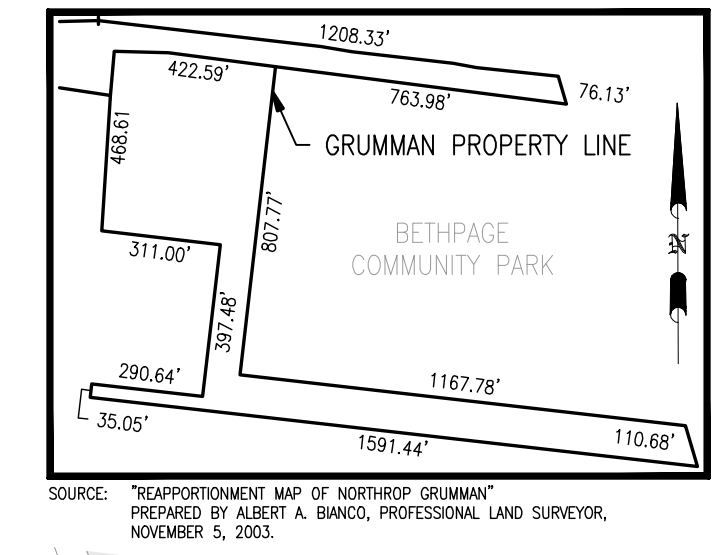 1208.33'
422.59'
763.98'
76.13'
468.61
GRUMMAN PROPERTY LINE
807.77'
BETHPAGE
COMMUNITY PARK
N
311.00'
397.48'
290.64'
1167.78'
35.05'
1591.44'
110.68'
SOURCE: "REAPPORTIONMENT MAP OF NORTHROP GRUMMAN"
PREPARED BY ALBERT A. BIANCO, PROFESSIONAL LAND SURVEYOR,
NOVEMBER 5, 2003.